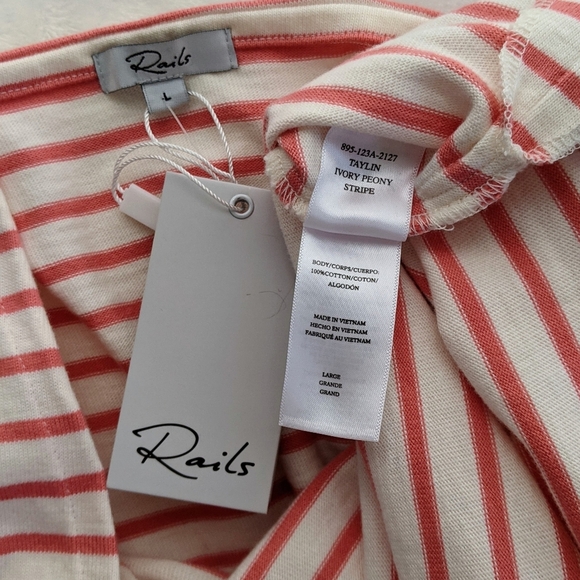 Rails
L
895-123A-2127
TAYLIN
IVORY PEONY
STRIPE
BODY/CORPS/CUERPO:
100%COTTON/COTON/
ALGODÓN
MADE IN VIETNAM
HECHO EN VIETNAM
FABRIQUÉ AU VIETNAM
LARGE
GRANDE
GRAND
Rails